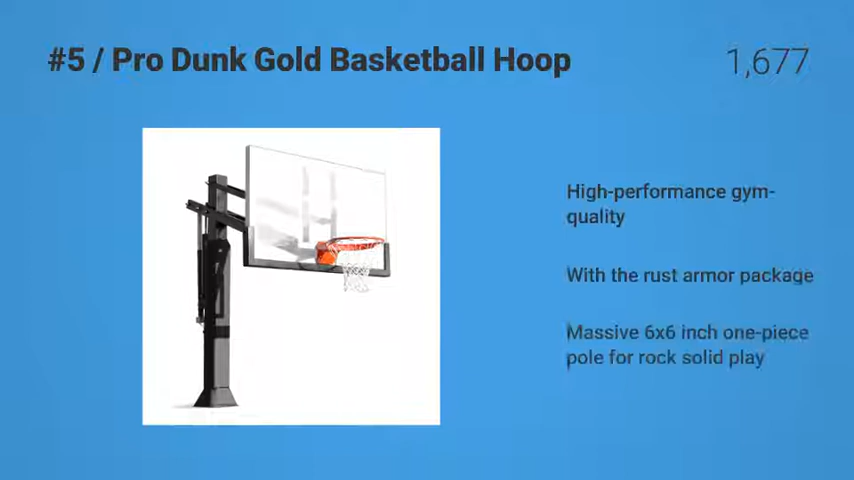 #5 / Pro Dunk Gold Basketball Hoop
1,677
High-performance gym-
quality
With the rust armor package
Massive 6x6 inch one-piece
pole for rock solid play